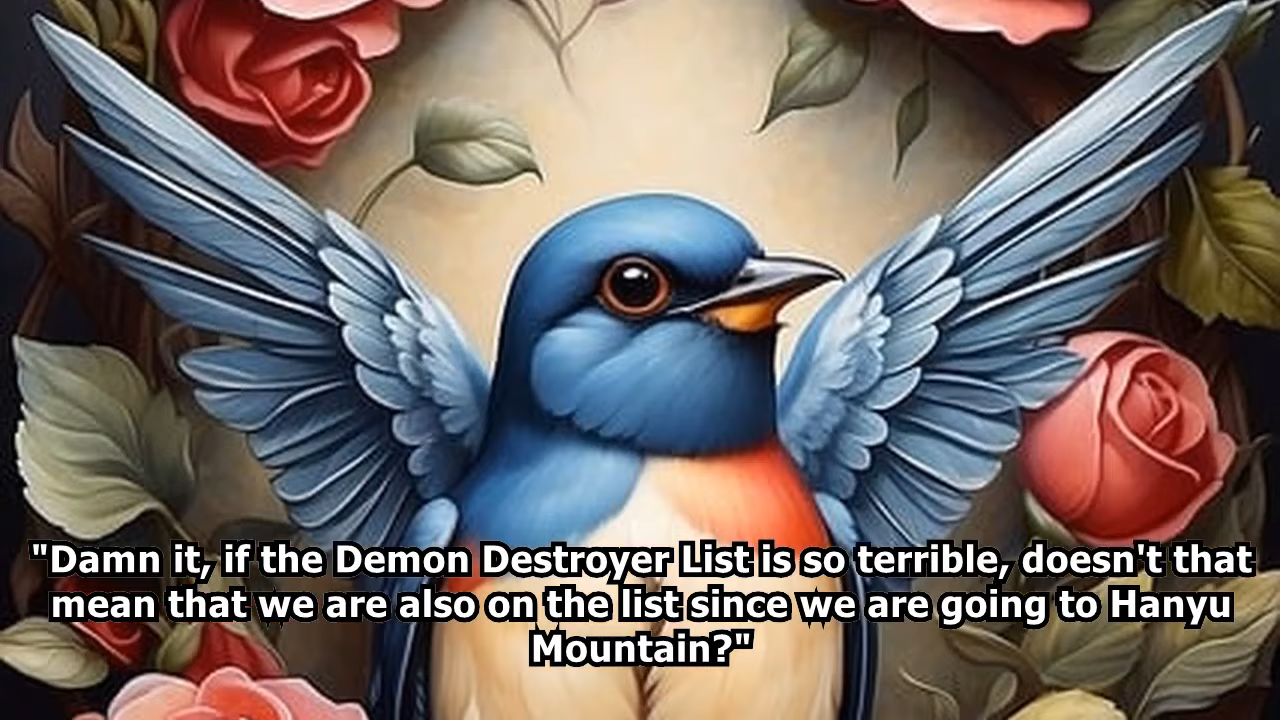 "Damn it, if the Demon Destroyer List is so terrible, doesn't that
mean that we are also on the list since we are going to Hanyu
Mountain?"